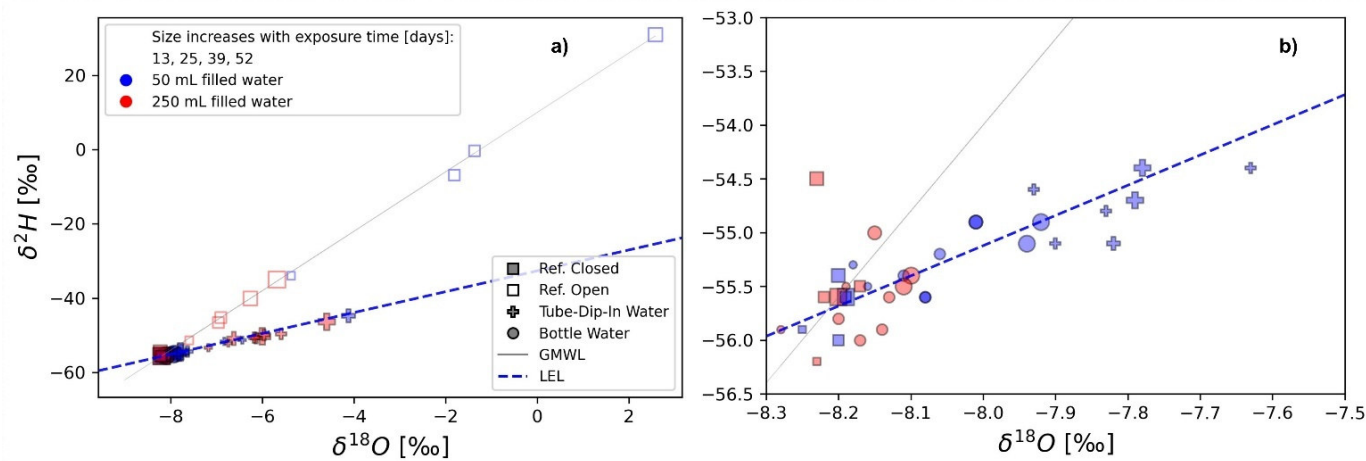 Size increases with exposure time [days]:
13, 25, 39, 52
50 mL filled water
250 mL filled water
a)
20
0
−20
−40
−60
δ²H [‰]
Ref. Closed
Ref. Open
Tube-Dip-In Water
Bottle Water
GMWL
LEL
−8
−6
−4
−2
0
2
δ¹⁸O [‰]
b)
−53.0
−53.5
−54.0
−54.5
−55.0
−55.5
−56.0
−56.5
−8.3
−8.2
−8.1
−8.0
−7.9
−7.8
−7.7
−7.6
−7.5
δ¹⁸O [‰]